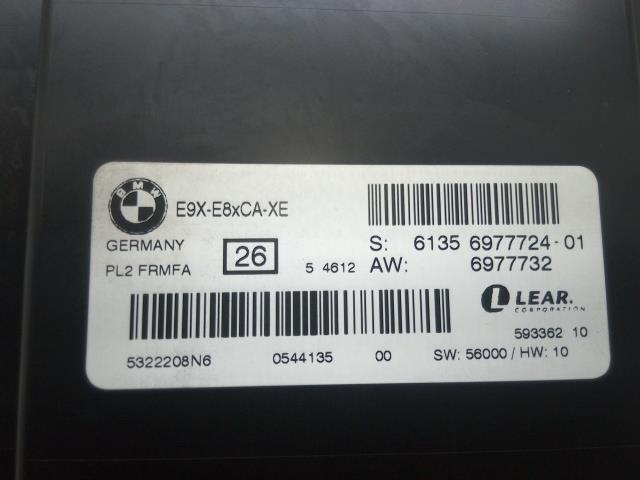 BMW
E9X-E8xCA-XE
GERMANY
PL2 FRMFA
26
5 4612
S: 6135 6977724-01
AW: 6977732
LEAR.
CORPORATION
593362 10
5322208N6 0544135 00 SW: 56000 / HW: 10